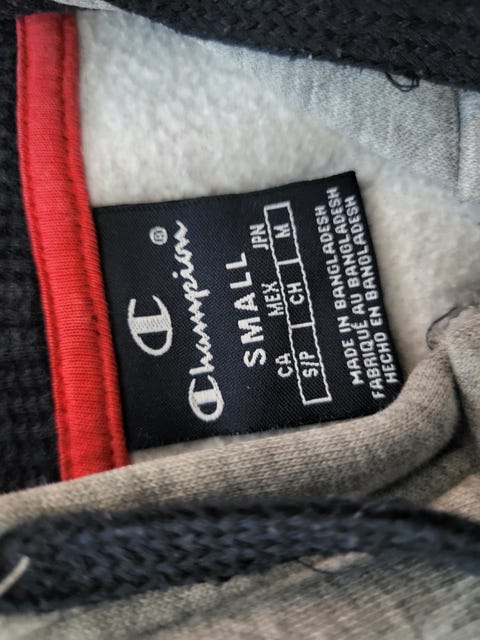 Champion®
SMALL
CA MEX JPN
S/P CH M
MADE IN BANGLADESH
FABRIQUÉ AU BANGLADESH
HECHO EN BANGLADESH